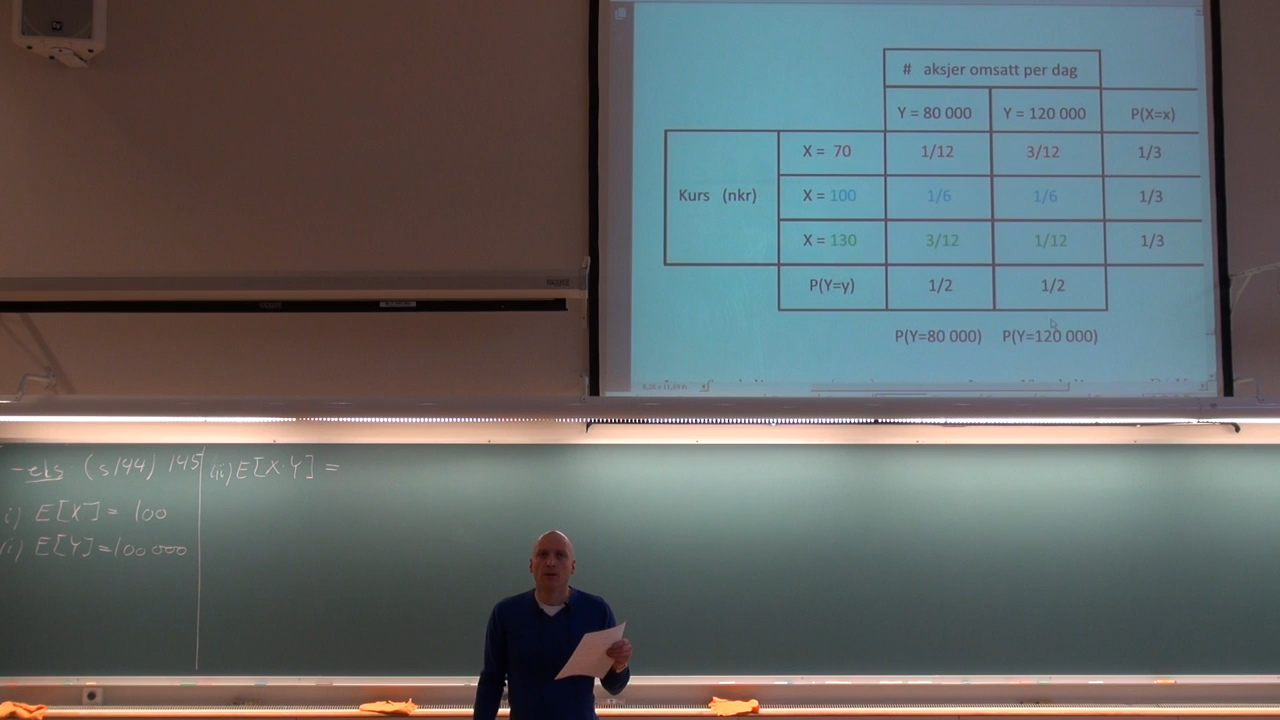 # aksjer omsatt per dag
Y = 80 000 Y = 120 000 P(X=x)
X = 70 1/12 3/12 1/3
Kurs (nkr) X = 100 1/6 1/6 1/3
X = 130 3/12 1/12 1/3
P(Y=y) 1/2 1/2
P(Y=80 000) P(Y=120 000)
-eks (s144) 145
i) E[X] = 100
ii) E[Y] = 100 000
iii) E[X·Y] =